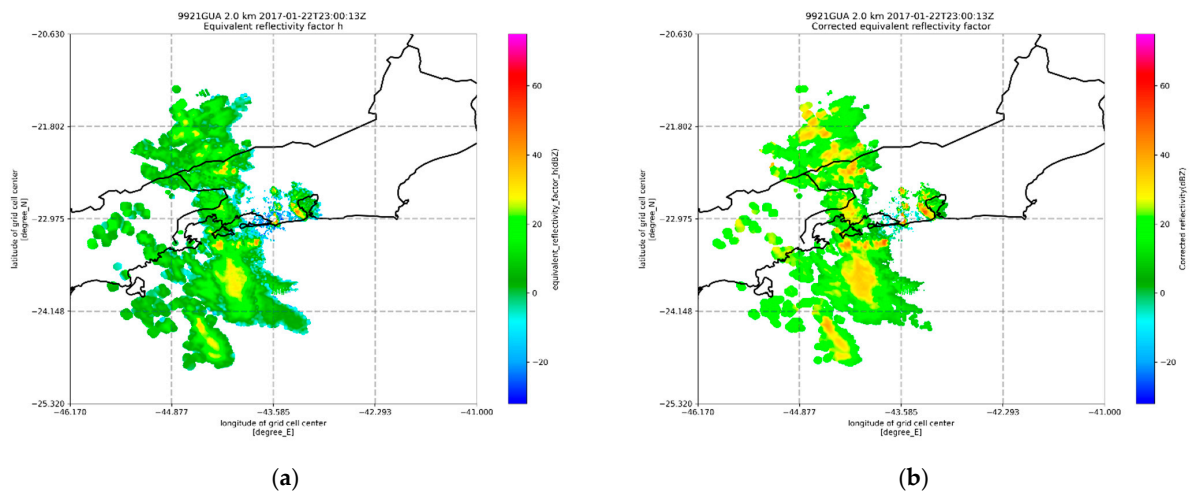 9921GUA 2.0 km 2017-01-22T23:00:13Z
Equivalent reflectivity factor h
−20.630
−21.802
−22.975
−24.148
−25.320
latitude of grid cell center
[degree_N]
−46.170
−44.877
−43.585
−42.293
−41.000
longitude of grid cell center
[degree_E]
60
40
20
0
−20
equivalent_reflectivity_factor_h(dBZ)
(a)
9921GUA 2.0 km 2017-01-22T23:00:13Z
Corrected equivalent reflectivity factor
−20.630
−21.802
−22.975
−24.148
−25.320
latitude of grid cell center
[degree_N]
−46.170
−44.877
−43.585
−42.293
−41.000
longitude of grid cell center
[degree_E]
60
40
20
0
−20
Corrected reflectivity(dBZ)
(b)